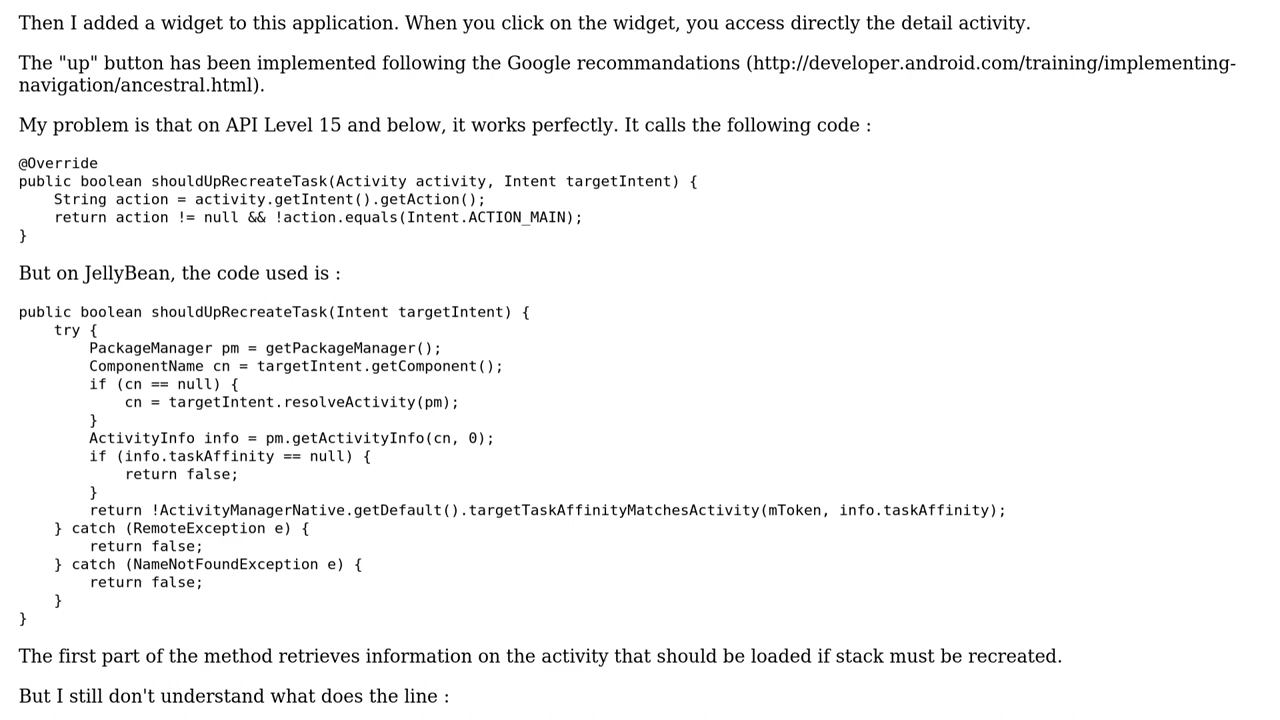 Then I added a widget to this application. When you click on the widget, you access directly the detail activity.
The "up" button has been implemented following the Google recommandations (http://developer.android.com/training/implementing-
navigation/ancestral.html).
My problem is that on API Level 15 and below, it works perfectly. It calls the following code :
@Override
public boolean shouldUpRecreateTask(Activity activity, Intent targetIntent) {
    String action = activity.getIntent().getAction();
    return action != null && !action.equals(Intent.ACTION_MAIN);
}
But on JellyBean, the code used is :
public boolean shouldUpRecreateTask(Intent targetIntent) {
    try {
        PackageManager pm = getPackageManager();
        ComponentName cn = targetIntent.getComponent();
        if (cn == null) {
            cn = targetIntent.resolveActivity(pm);
        }
        ActivityInfo info = pm.getActivityInfo(cn, 0);
        if (info.taskAffinity == null) {
            return false;
        }
        return !ActivityManagerNative.getDefault().targetTaskAffinityMatchesActivity(mToken, info.taskAffinity);
    } catch (RemoteException e) {
        return false;
    } catch (NameNotFoundException e) {
        return false;
    }
}
The first part of the method retrieves information on the activity that should be loaded if stack must be recreated.
But I still don't understand what does the line :